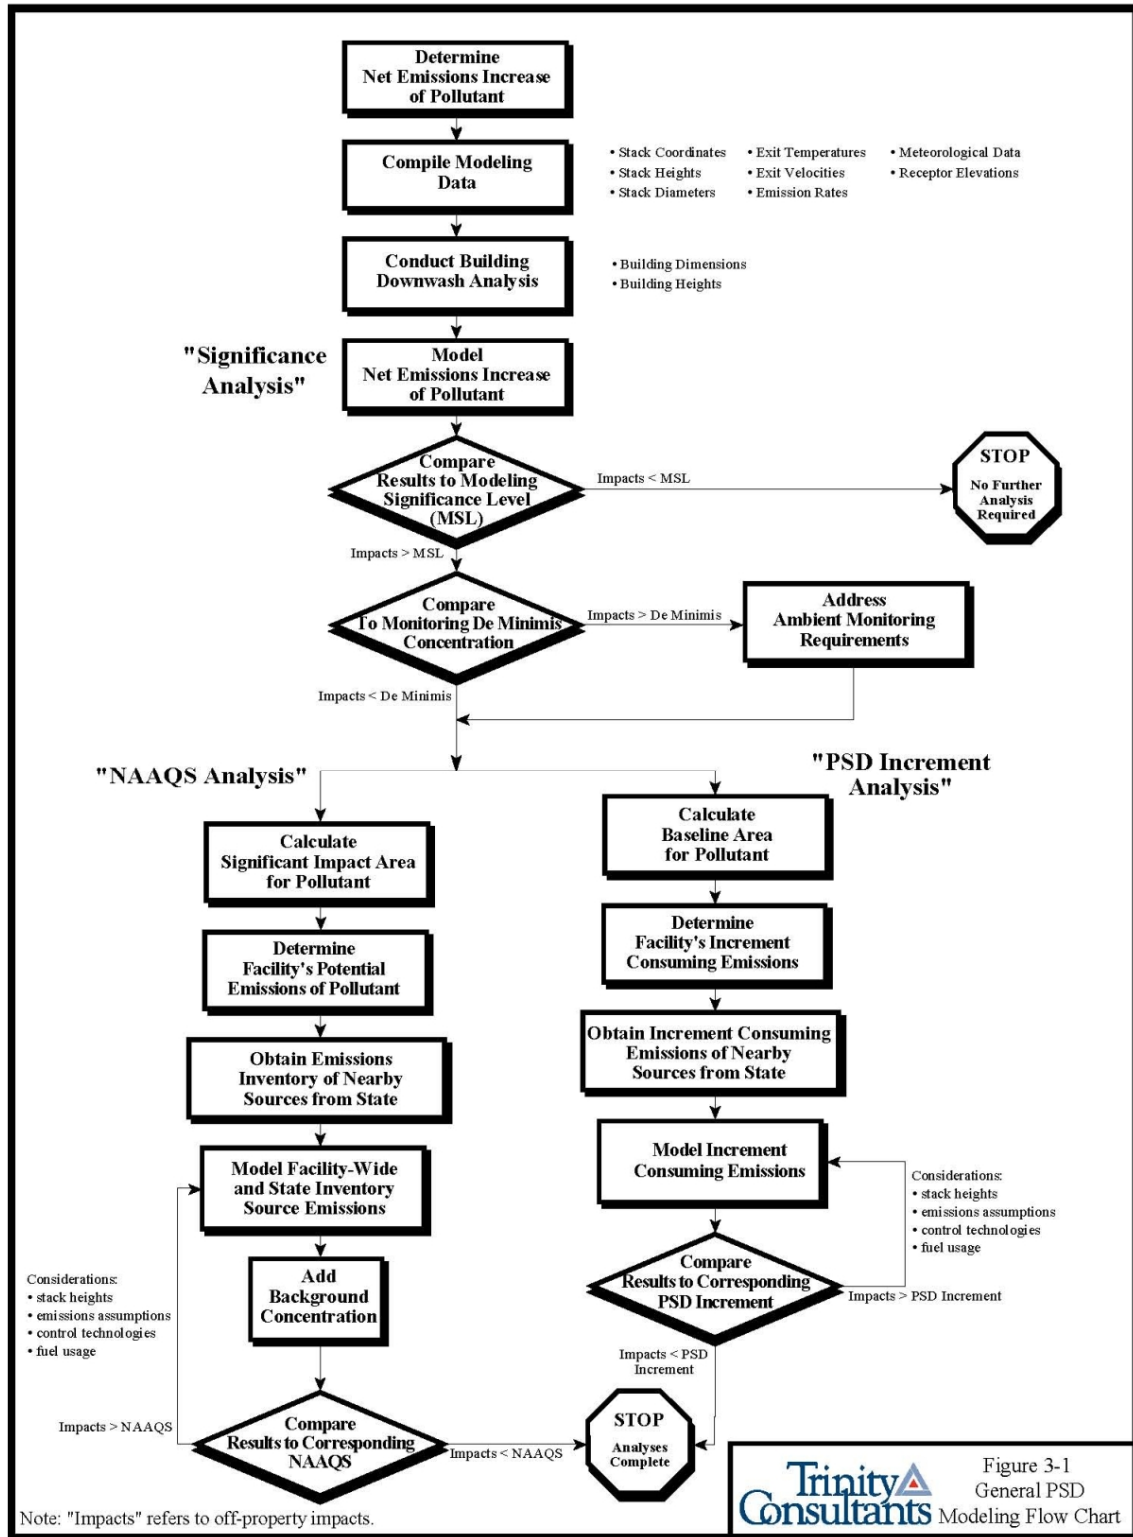 Determine
Net Emissions Increase
of Pollutant
Compile Modeling
Data
• Stack Coordinates
• Stack Heights
• Stack Diameters
• Exit Temperatures
• Exit Velocities
• Emission Rates
• Meteorological Data
• Receptor Elevations
Conduct Building
Downwash Analysis
• Building Dimensions
• Building Heights
"Significance
Analysis"
Model
Net Emissions Increase
of Pollutant
Compare
Results to Modeling
Significance Level
(MSL)
Impacts < MSL
STOP
No Further
Analysis
Required
Impacts > MSL
Compare
To Monitoring De Minimis
Concentration
Impacts > De Minimis
Address
Ambient Monitoring
Requirements
Impacts < De Minimis
"NAAQS Analysis"
"PSD Increment
Analysis"
Calculate
Significant Impact Area
for Pollutant
Determine
Facility's Potential
Emissions of Pollutant
Obtain Emissions
Inventory of Nearby
Sources from State
Model Facility-Wide
and State Inventory
Source Emissions
Add
Background
Concentration
Considerations:
• stack heights
• emissions assumptions
• control technologies
• fuel usage
Impacts > NAAQS
Compare
Results to Corresponding
NAAQS
Impacts < NAAQS
Calculate
Baseline Area
for Pollutant
Determine
Facility's Increment
Consuming Emissions
Obtain Increment Consuming
Emissions of Nearby
Sources from State
Model Increment
Consuming Emissions
Considerations:
• stack heights
• emissions assumptions
• control technologies
• fuel usage
Compare
Results to Corresponding
PSD Increment
Impacts > PSD Increment
Impacts < PSD
Increment
STOP
Analyses
Complete
Note: "Impacts" refers to off-property impacts.
Trinity
Consultants
Figure 3-1
General PSD
Modeling Flow Chart